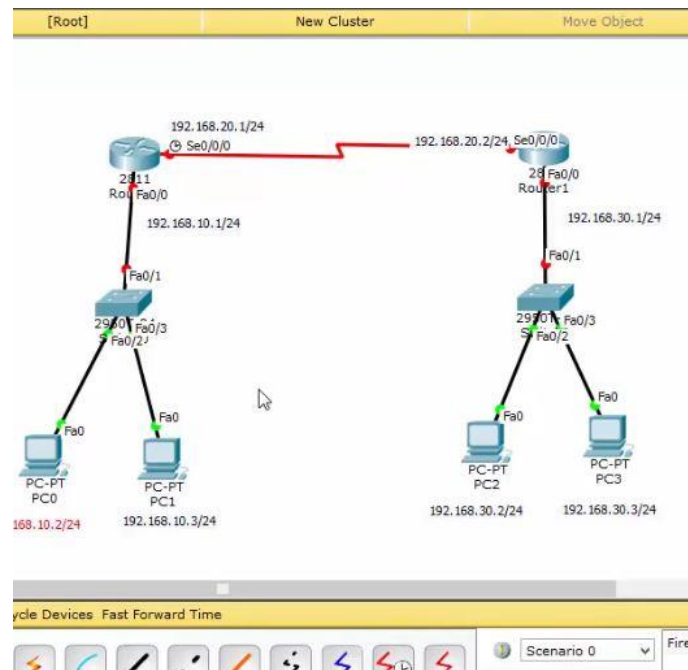 [Root] New Cluster Move Object
192.168.20.1/24
Se0/0/0
192.168.20.2/24 Se0/0/0
2811
Fa0/0
28 Fa0/0
Router1
192.168.10.1/24
192.168.30.1/24
Fa0/1
Fa0/1
Fa0/3
Fa0/2
Fa0/3
Fa0/2
Fa0
Fa0
Fa0
Fa0
PC-PT
PC0
PC-PT
PC1
PC-PT
PC2
PC-PT
PC3
168.10.2/24
192.168.10.3/24
192.168.30.2/24
192.168.30.3/24
ycle Devices Fast Forward Time
Scenario 0
Fire